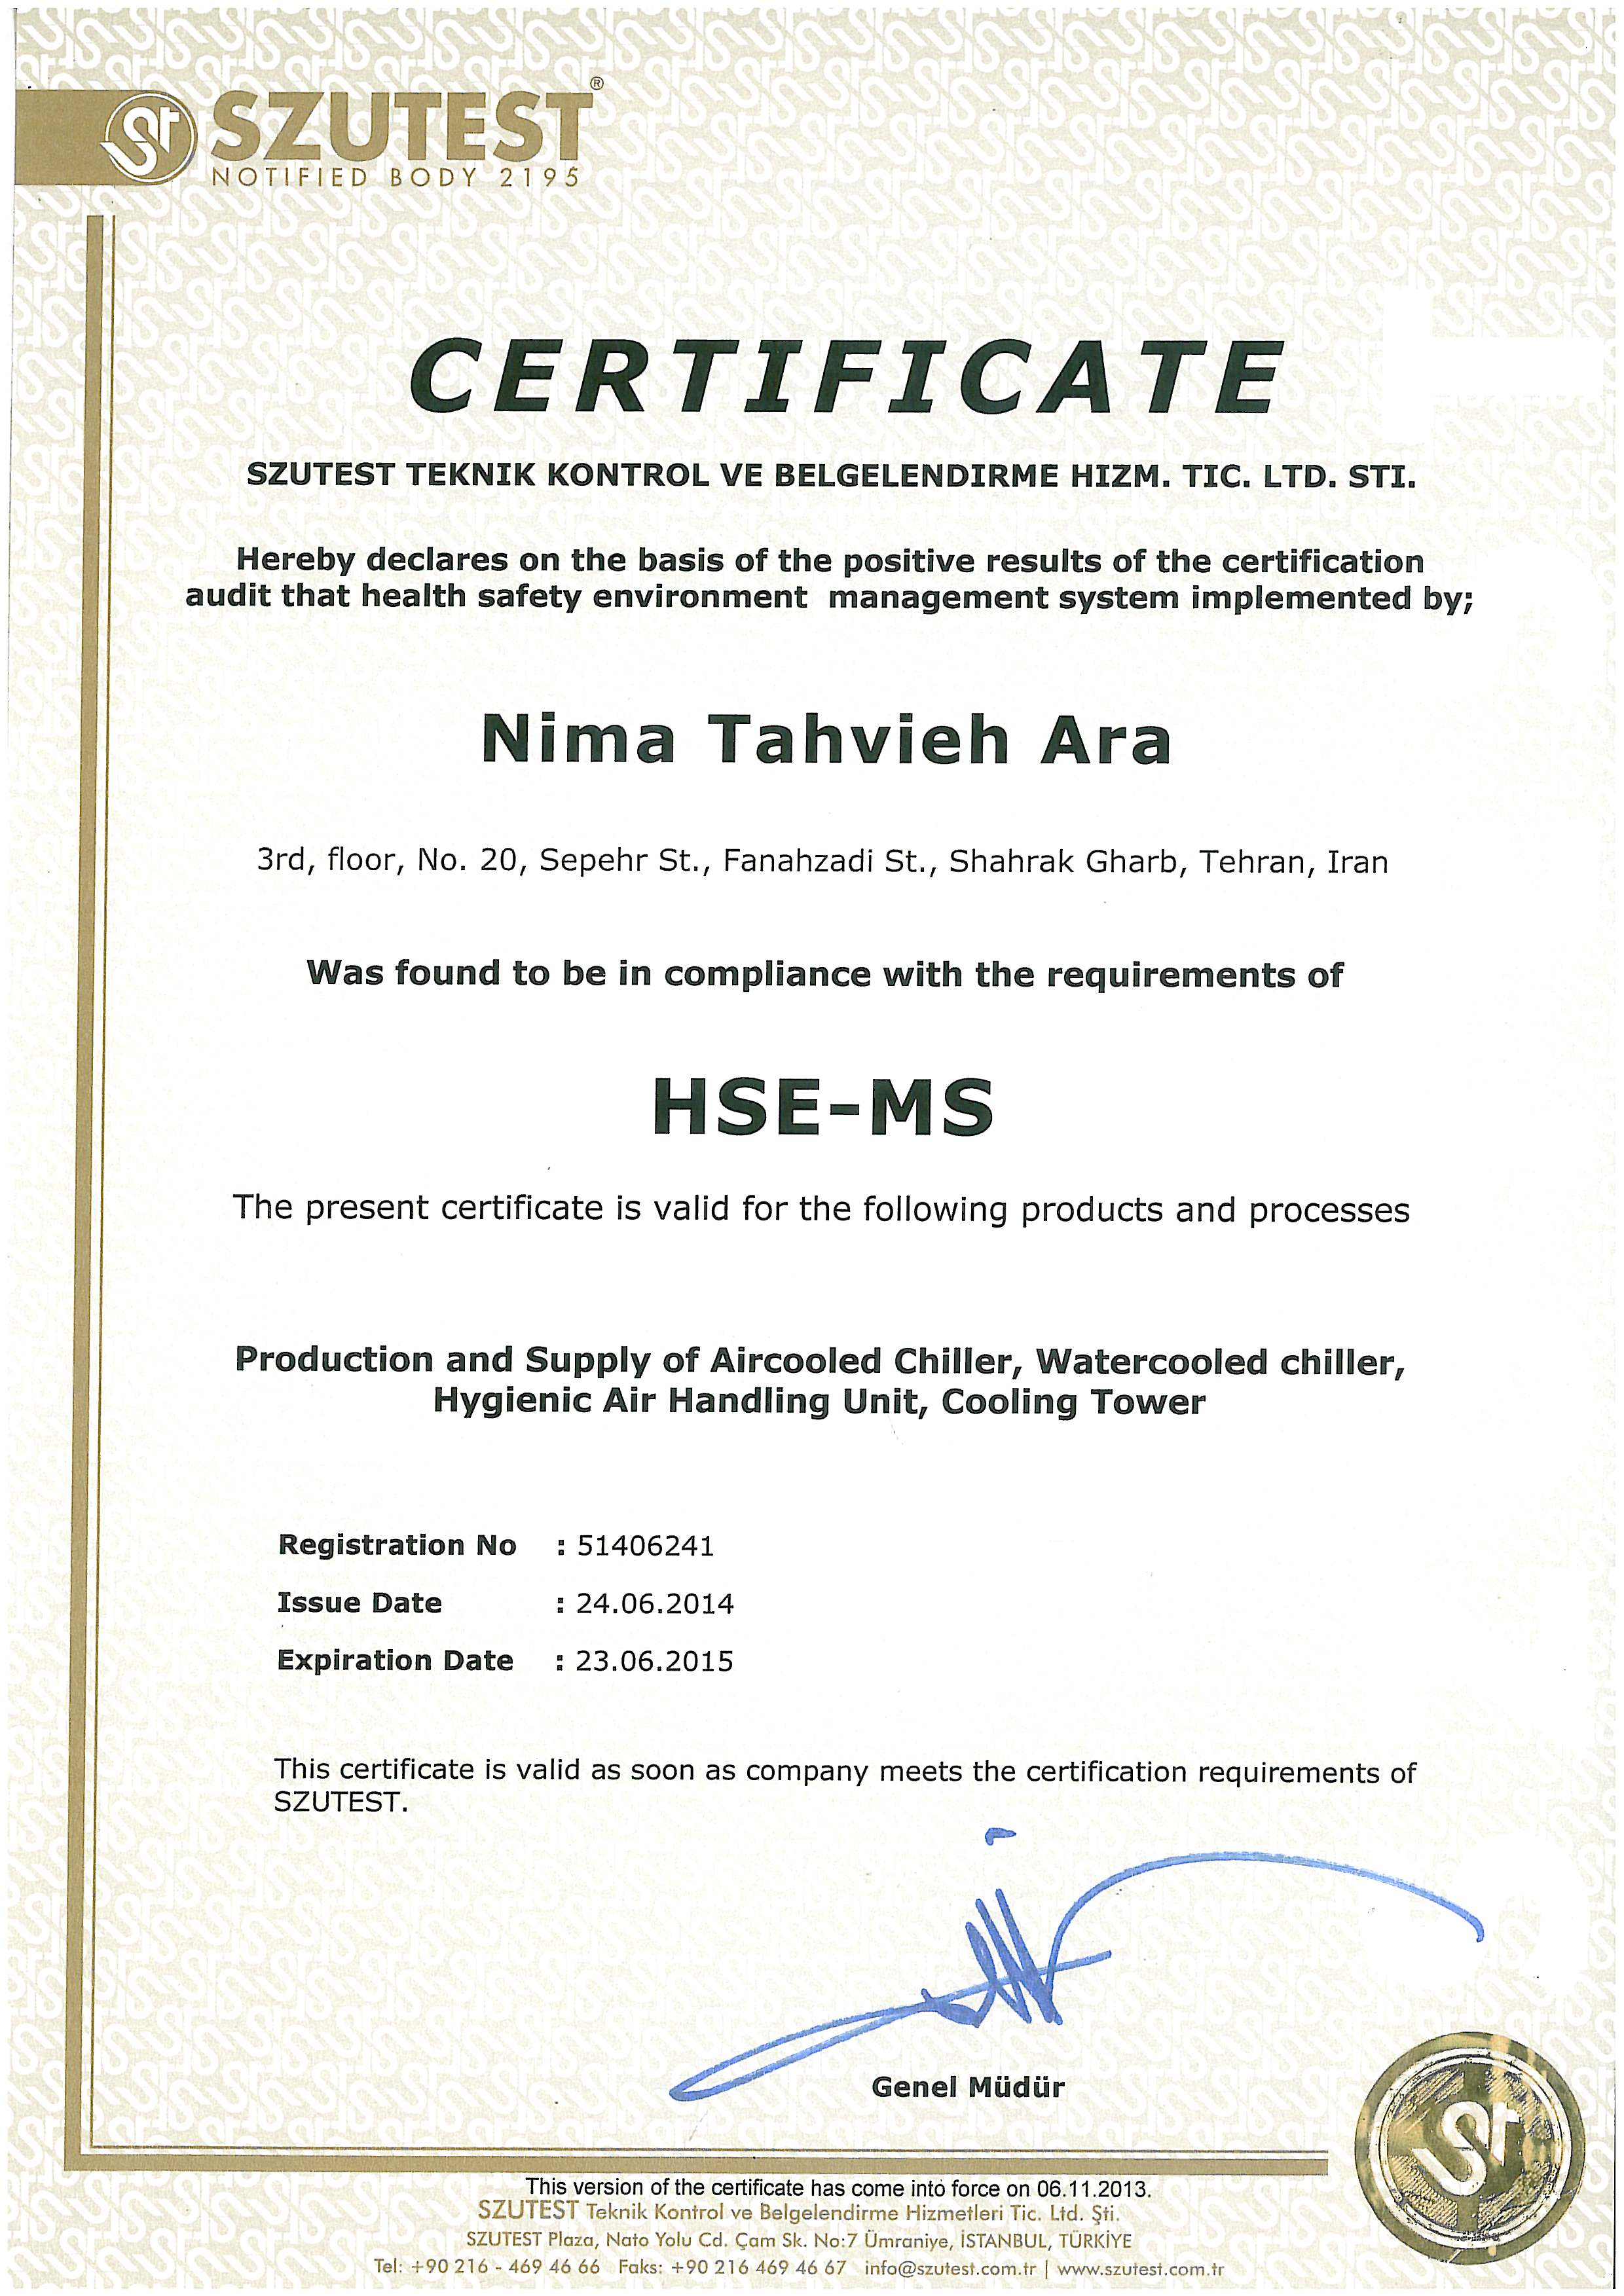 SZUTEST®
NOTIFIED BODY 2195
CERTIFICATE
SZUTEST TEKNIK KONTROL VE BELGELENDIRME HIZM. TIC. LTD. STI.
Hereby declares on the basis of the positive results of the certification
audit that health safety environment management system implemented by;
Nima Tahvieh Ara
3rd, floor, No. 20, Sepehr St., Fanahzadi St., Shahrak Gharb, Tehran, Iran
Was found to be in compliance with the requirements of
HSE-MS
The present certificate is valid for the following products and processes
Production and Supply of Aircooled Chiller, Watercooled chiller,
Hygienic Air Handling Unit, Cooling Tower
Registration No : 51406241
Issue Date : 24.06.2014
Expiration Date : 23.06.2015
This certificate is valid as soon as company meets the certification requirements of
SZUTEST.
Genel Müdür
This version of the certificate has come into force on 06.11.2013.
SZUTEST Teknik Kontrol ve Belgelendirme Hizmetleri Tic. Ltd. Şti.
SZUTEST Plaza, Nato Yolu Cd. Çam Sk. No:7 Ümraniye, İSTANBUL, TÜRKİYE
Tel: +90 216 - 469 46 66 Faks: +90 216 469 46 67 info@szutest.com.tr | www.szutest.com.tr